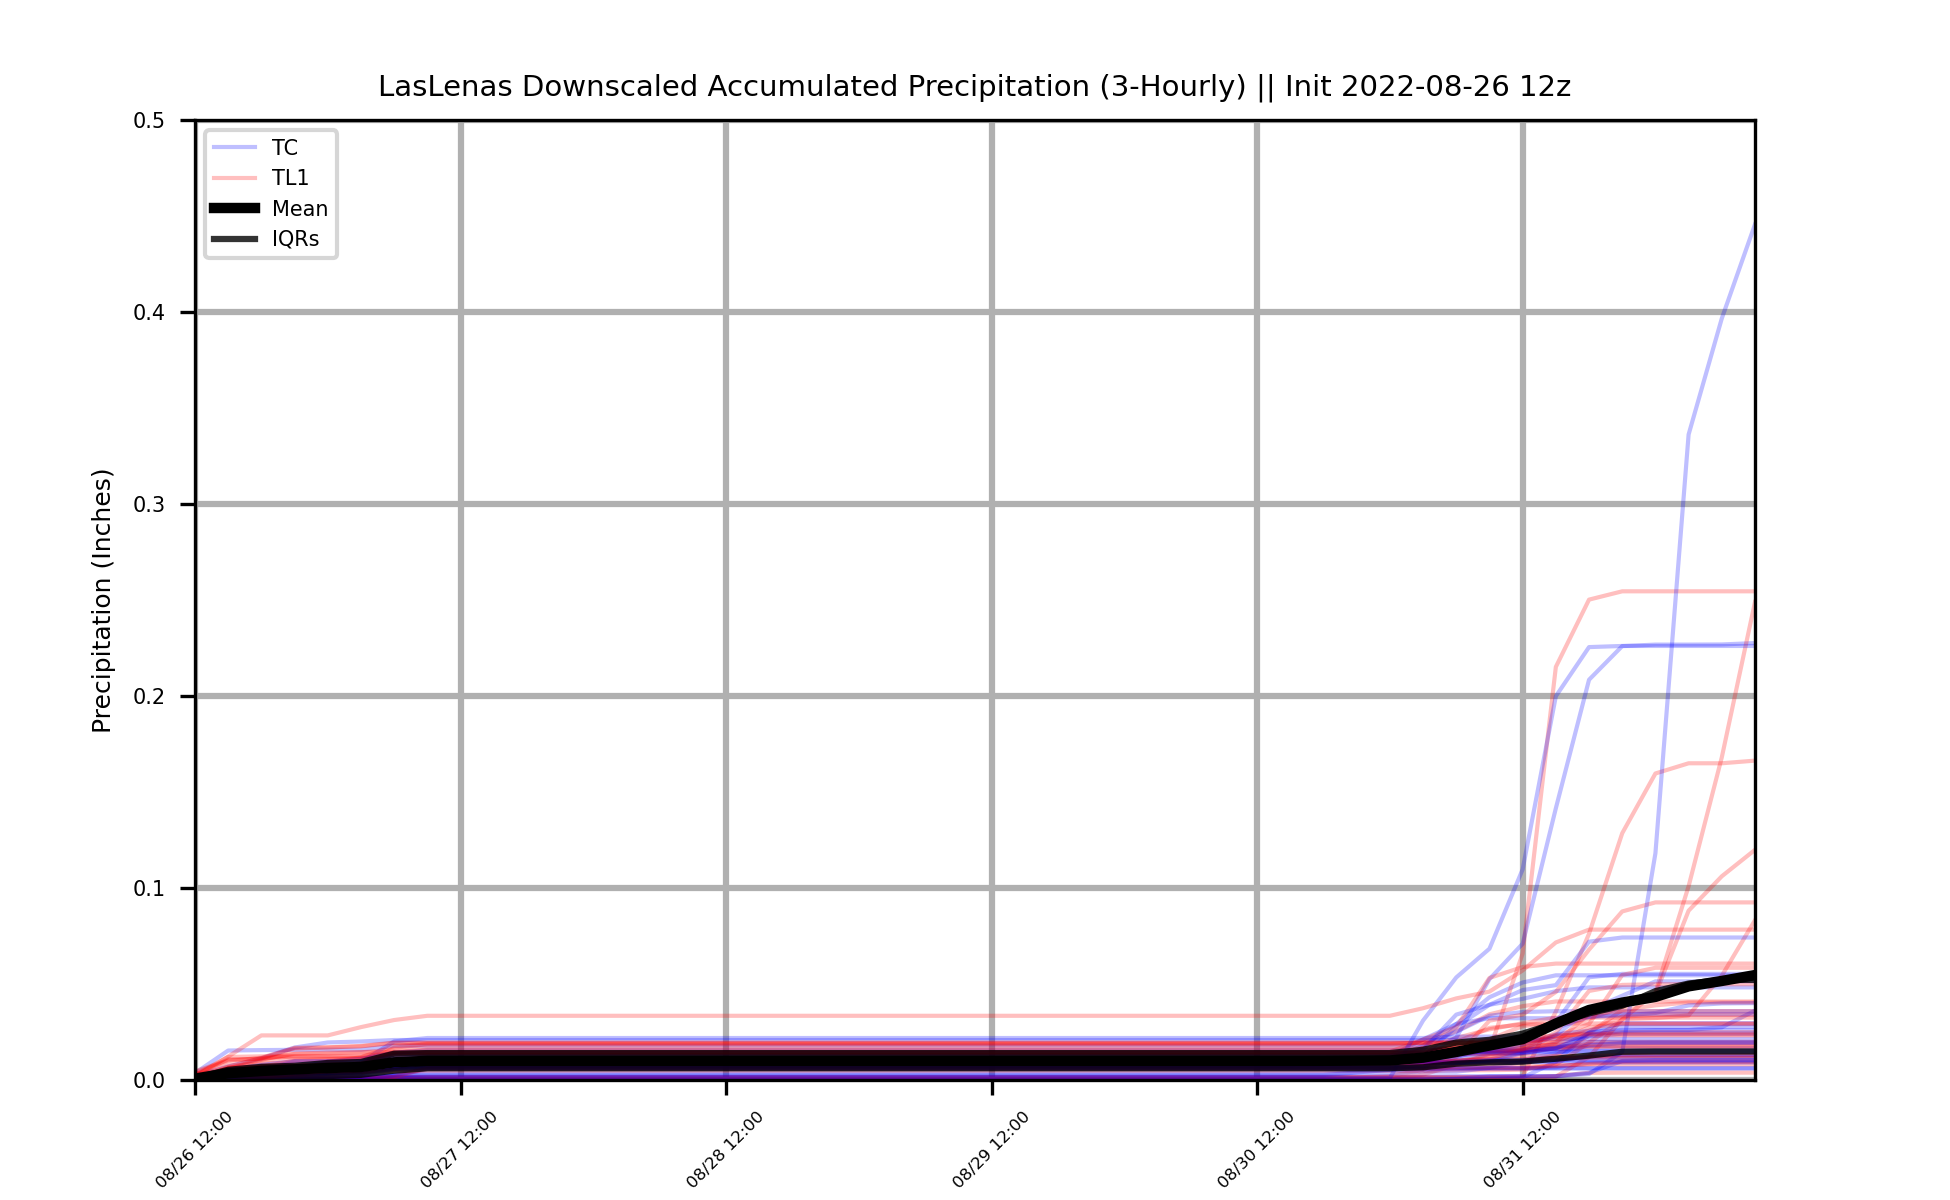 LasLenas Downscaled Accumulated Precipitation (3-Hourly) || Init 2022-08-26 12z
0.5
0.4
0.3
0.2
0.1
0.0
Precipitation (Inches)
TC
TL1
Mean
IQRs
08/26 12:00
08/27 12:00
08/28 12:00
08/29 12:00
08/30 12:00
08/31 12:00